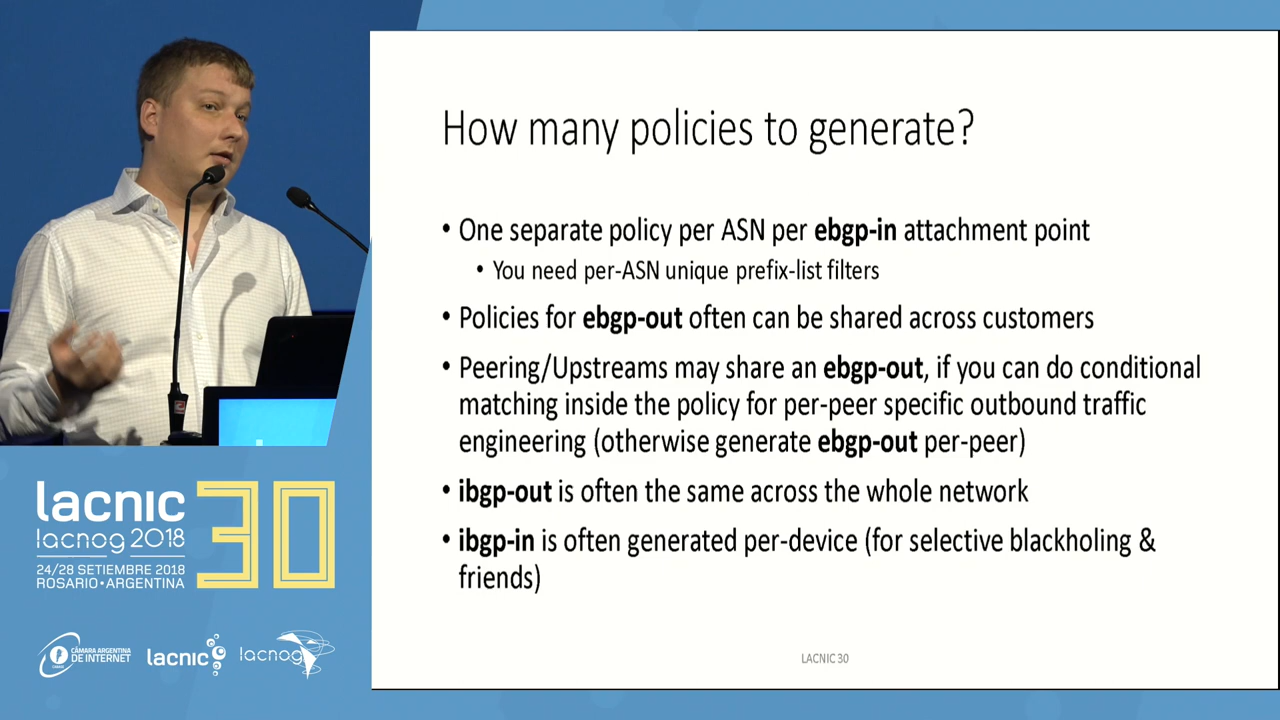 How many policies to generate?
• One separate policy per ASN per ebgp-in attachment point
• You need per-ASN unique prefix-list filters
• Policies for ebgp-out often can be shared across customers
• Peering/Upstreams may share an ebgp-out, if you can do conditional
matching inside the policy for per-peer specific outbound traffic
engineering (otherwise generate ebgp-out per-peer)
• ibgp-out is often the same across the whole network
• ibgp-in is often generated per-device (for selective blackholing &
friends)
LACNIC 30
lacnic 30
lacnog 2018
24/28 SETIEMBRE 2018
ROSARIO•ARGENTINA
CÁMARA ARGENTINA
DE INTERNET
lacnic
lacnog